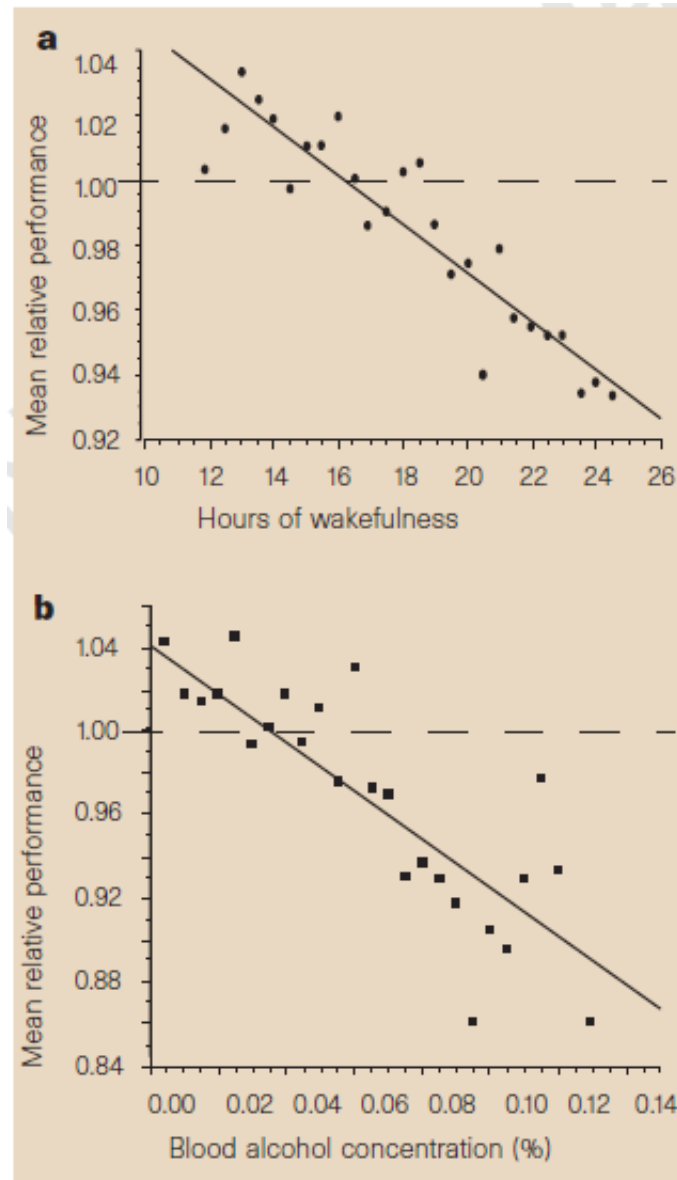 a
1.04
1.02
1.00
0.98
0.96
0.94
0.92
Mean relative performance
10 12 14 16 18 20 22 24 26
Hours of wakefulness
b
1.04
1.00
0.96
0.92
0.88
0.84
Mean relative performance
0.00 0.02 0.04 0.06 0.08 0.10 0.12 0.14
Blood alcohol concentration (%)